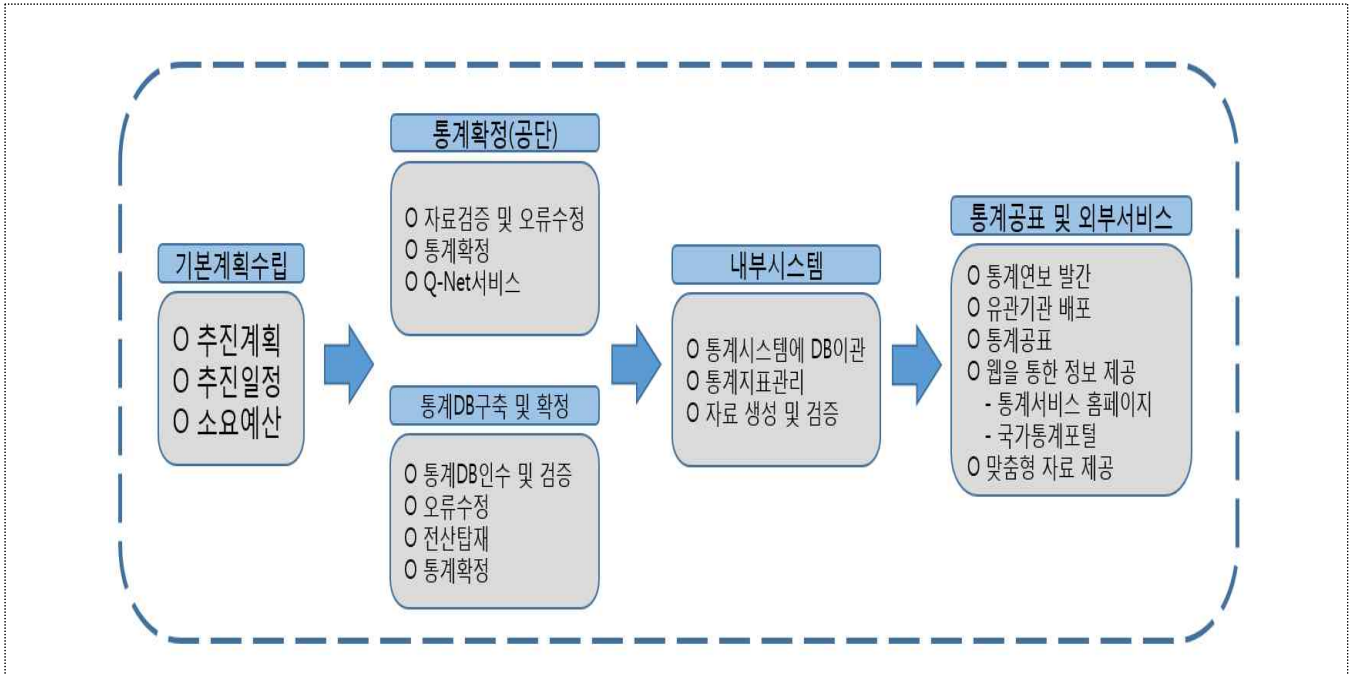 기본계획수립
O 추진계획
O 추진일정
O 소요예산
통계확정(공단)
O 자료검증 및 오류수정
O 통계확정
O Q-Net서비스
통계DB구축 및 확정
O 통계DB인수 및 검증
O 오류수정
O 전산탑재
O 통계확정
내부시스템
O 통계시스템에 DB이관
O 통계지표관리
O 자료 생성 및 검증
통계공표 및 외부서비스
O 통계연보 발간
O 유관기관 배포
O 통계공표
O 웹을 통한 정보 제공
- 통계서비스 홈페이지
- 국가통계포털
O 맞춤형 자료 제공